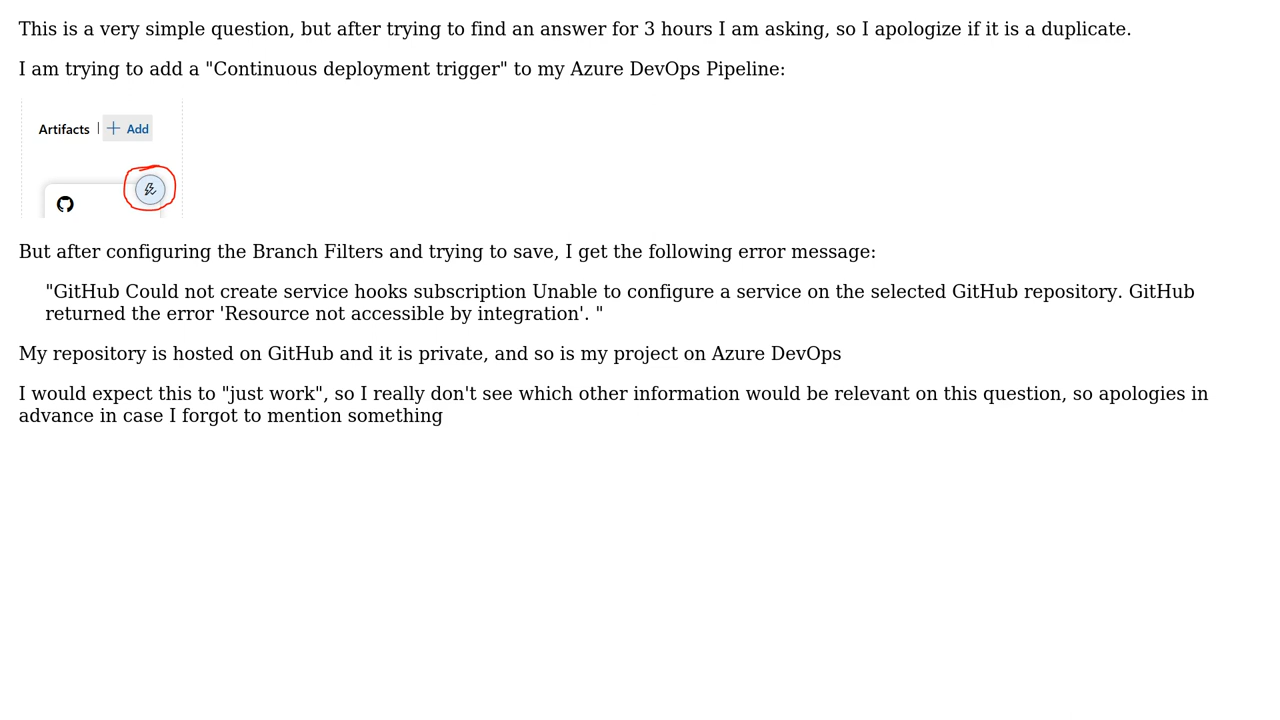 This is a very simple question, but after trying to find an answer for 3 hours I am asking, so I apologize if it is a duplicate.
I am trying to add a "Continuous deployment trigger" to my Azure DevOps Pipeline:
Artifacts | + Add
But after configuring the Branch Filters and trying to save, I get the following error message:
"GitHub Could not create service hooks subscription Unable to configure a service on the selected GitHub repository. GitHub
returned the error 'Resource not accessible by integration'. "
My repository is hosted on GitHub and it is private, and so is my project on Azure DevOps
I would expect this to "just work", so I really don't see which other information would be relevant on this question, so apologies in
advance in case I forgot to mention something